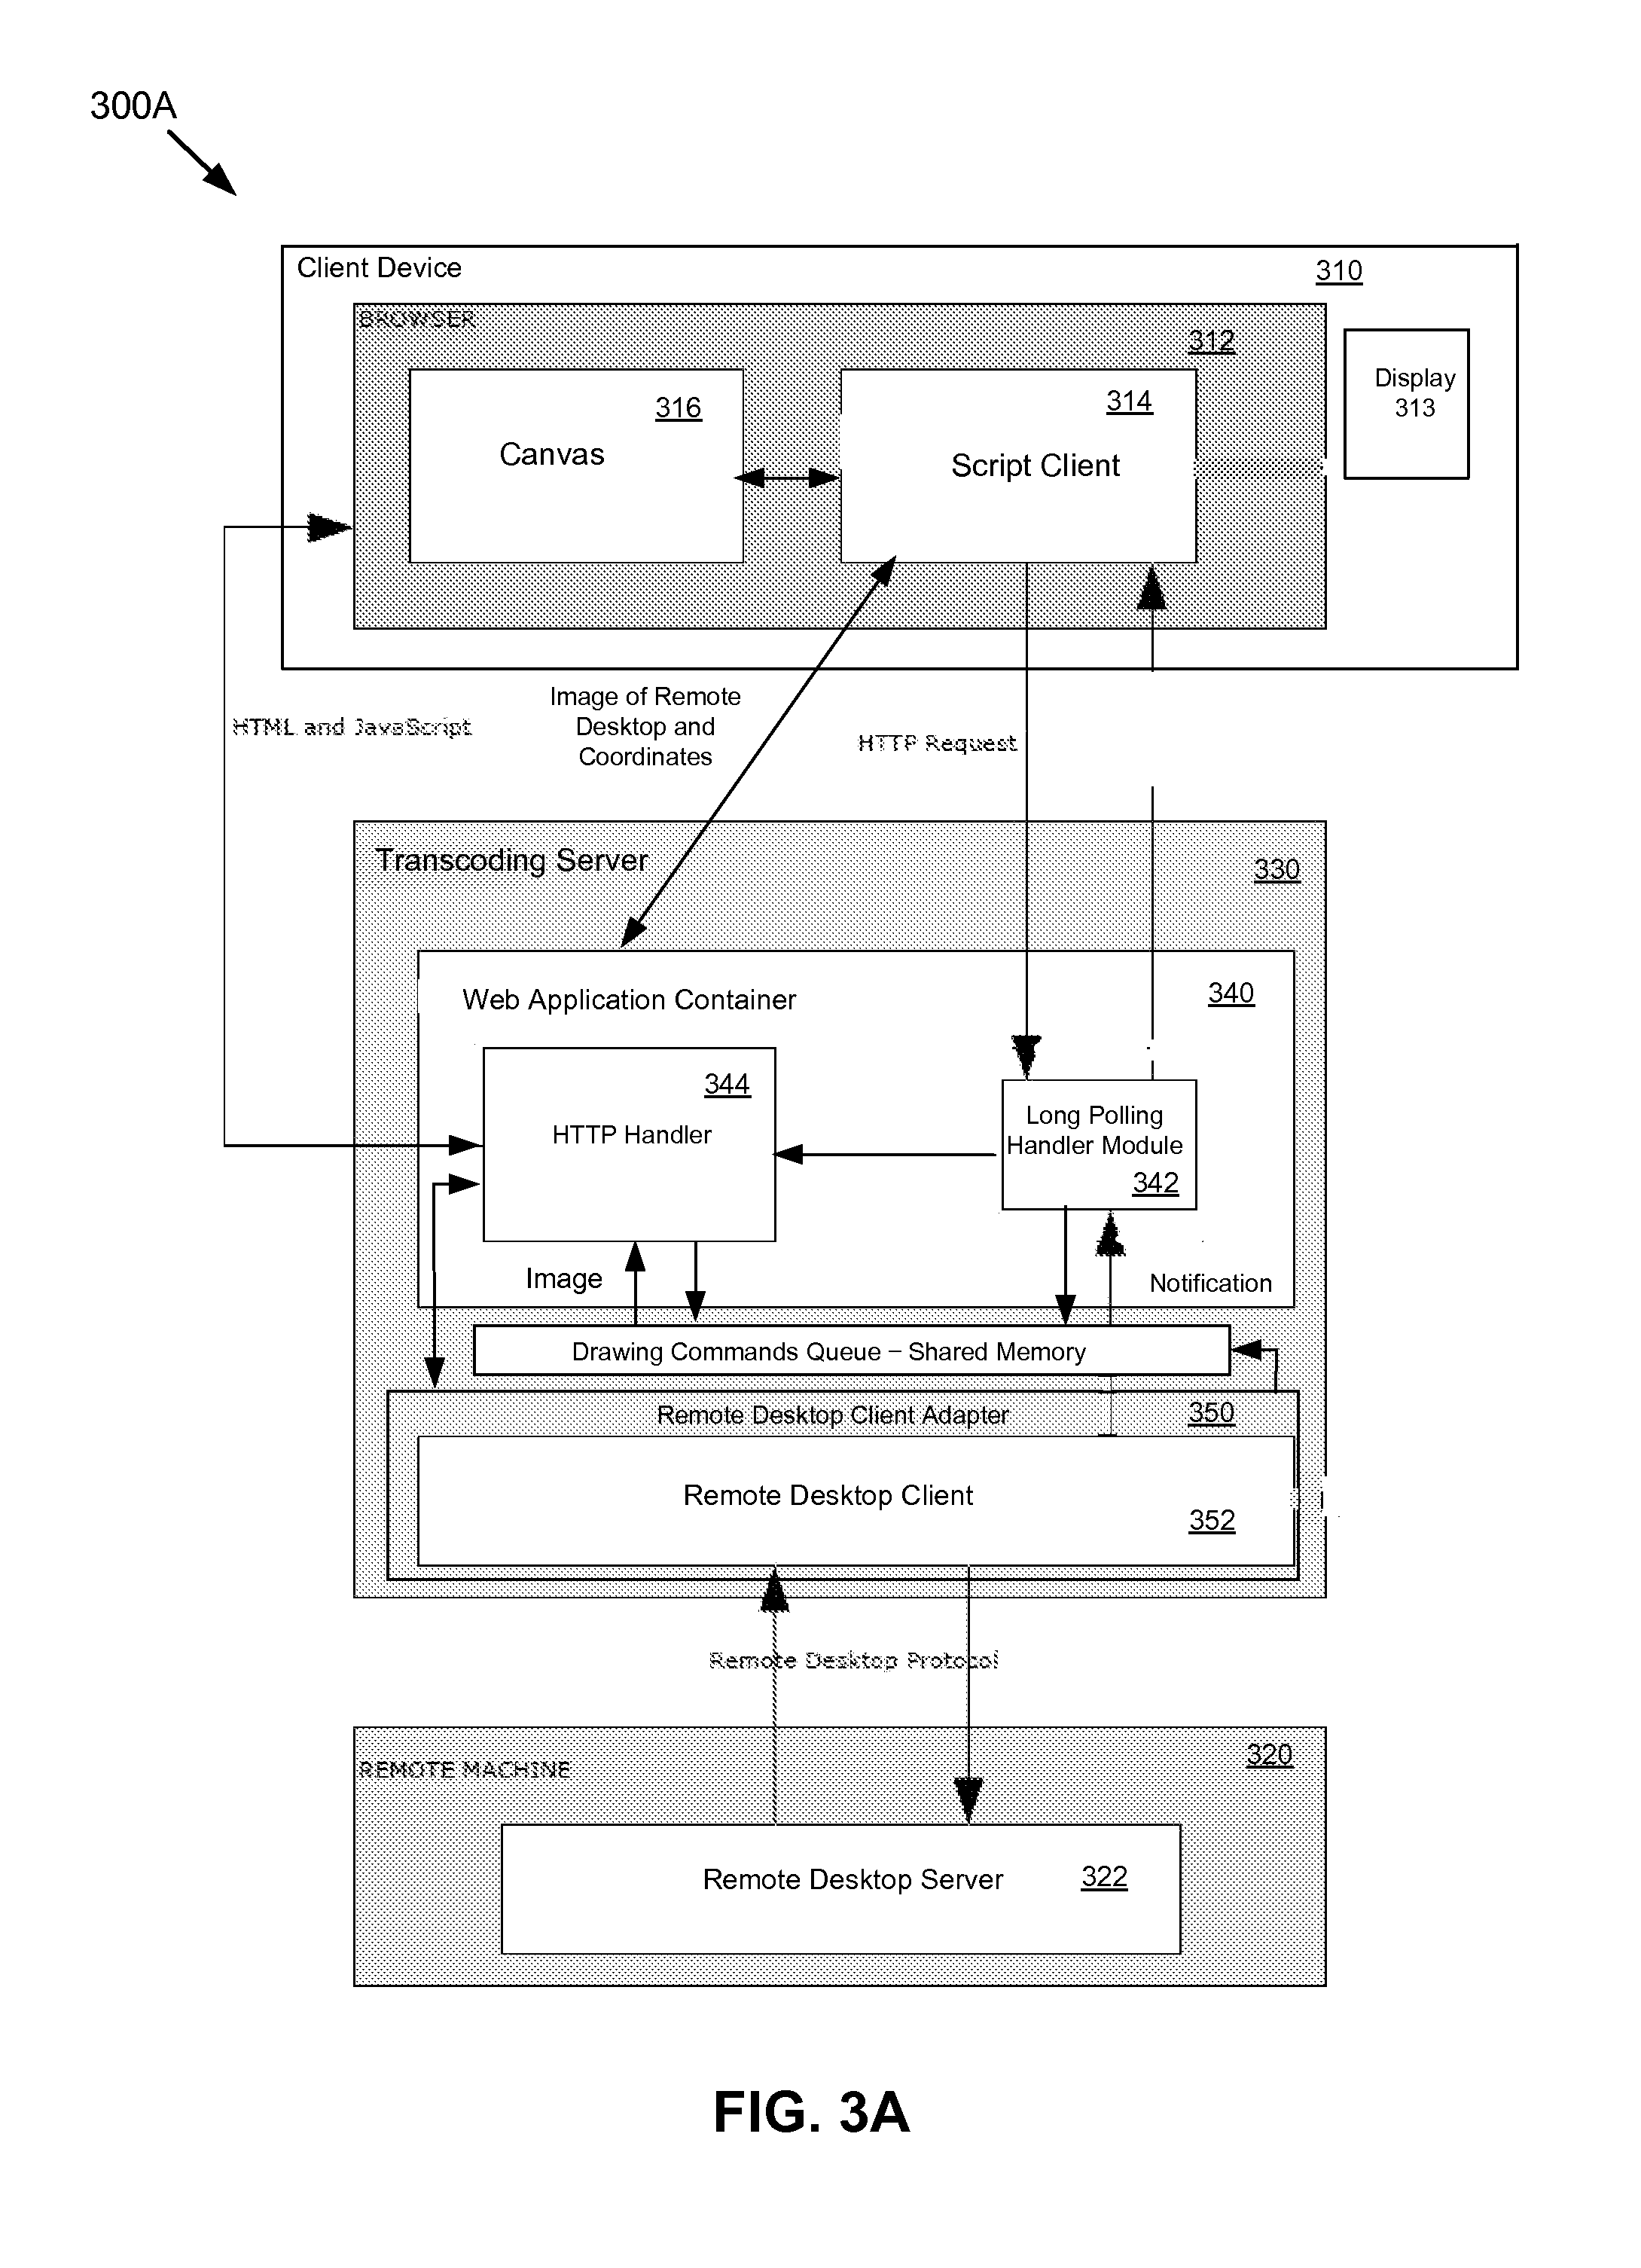 300A
Client Device
310
BROWSER
312
Display
313
316
Canvas
314
Script Client
Image of Remote
Desktop and
Coordinates
HTML and JavaScript
HTTP Request
Transcoding Server
330
Web Application Container
340
344
HTTP Handler
Long Polling
Handler Module
342
Image
Notification
Drawing Commands Queue – Shared Memory
Remote Desktop Client Adapter
350
Remote Desktop Client
352
Remote Desktop Protocol
REMOTE MACHINE
320
Remote Desktop Server
322
FIG. 3A